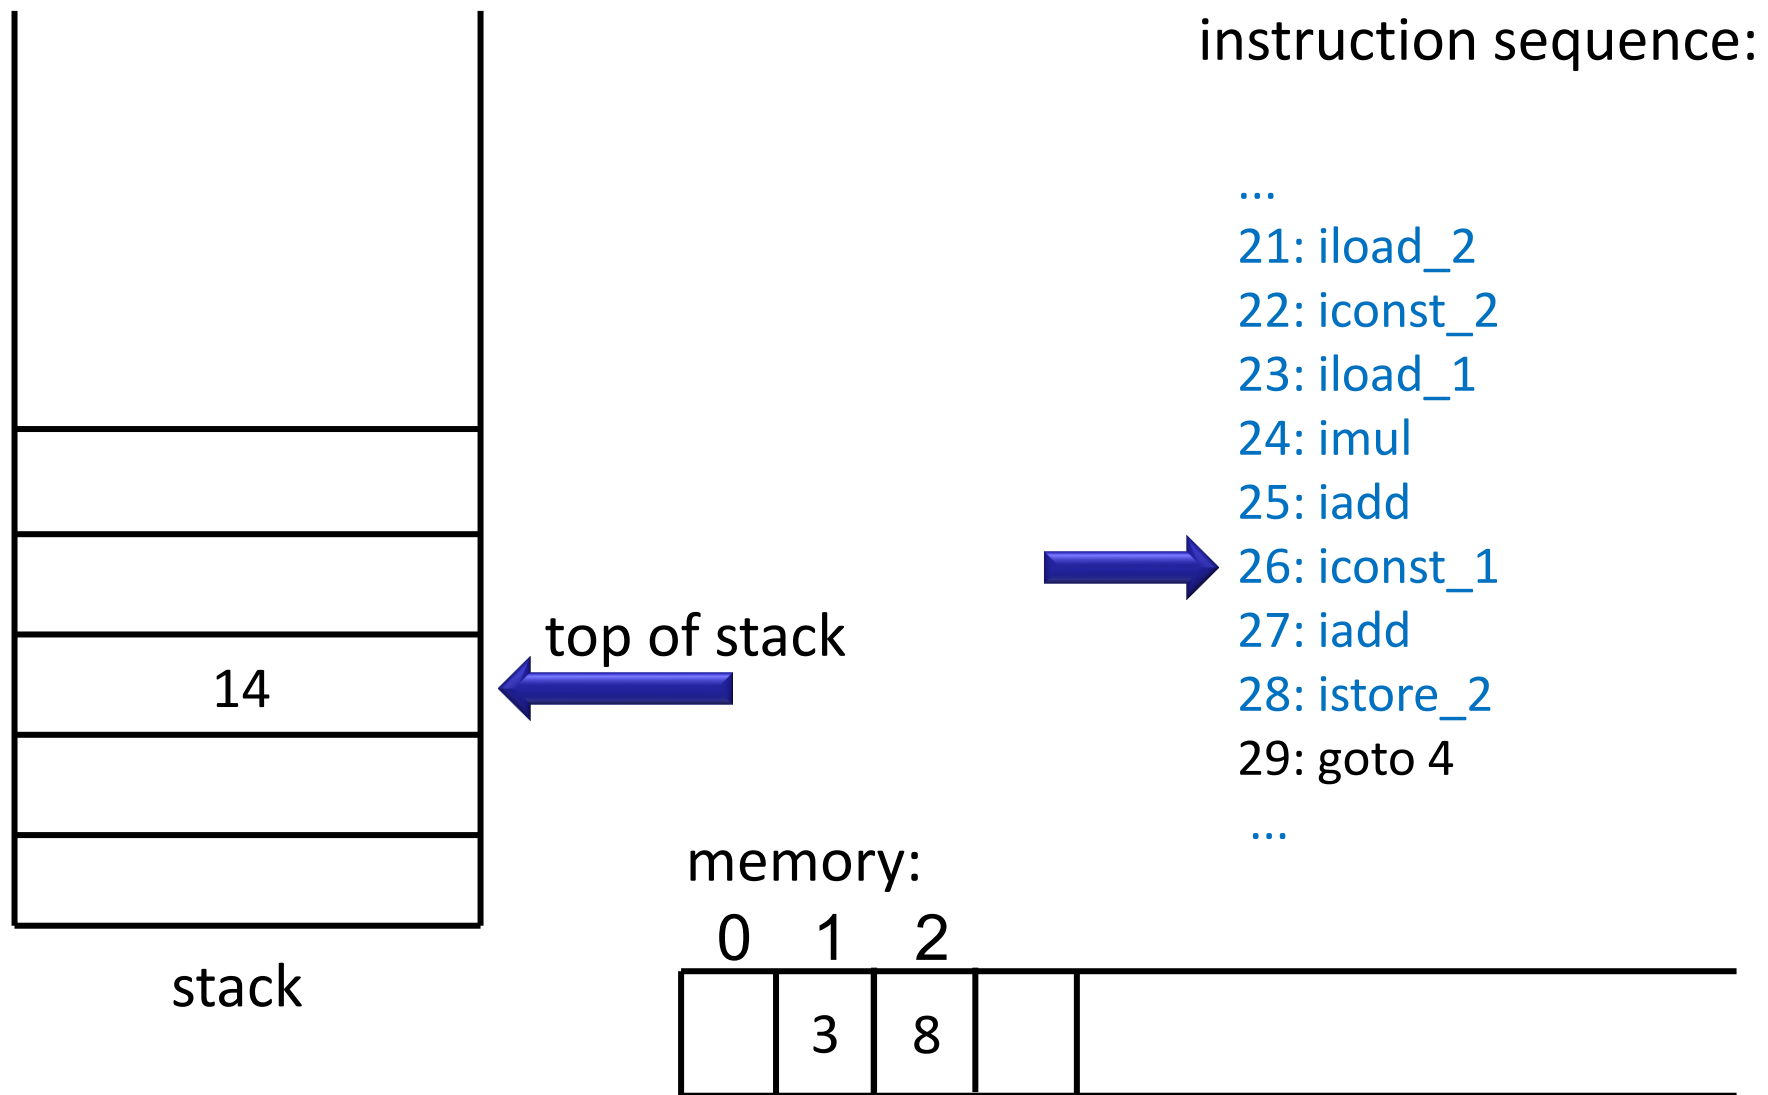 instruction sequence:
...
21: iload_2
22: iconst_2
23: iload_1
24: imul
25: iadd
26: iconst_1
27: iadd
28: istore_2
29: goto 4
...
top of stack
14
stack
memory:
0 1 2
3 8